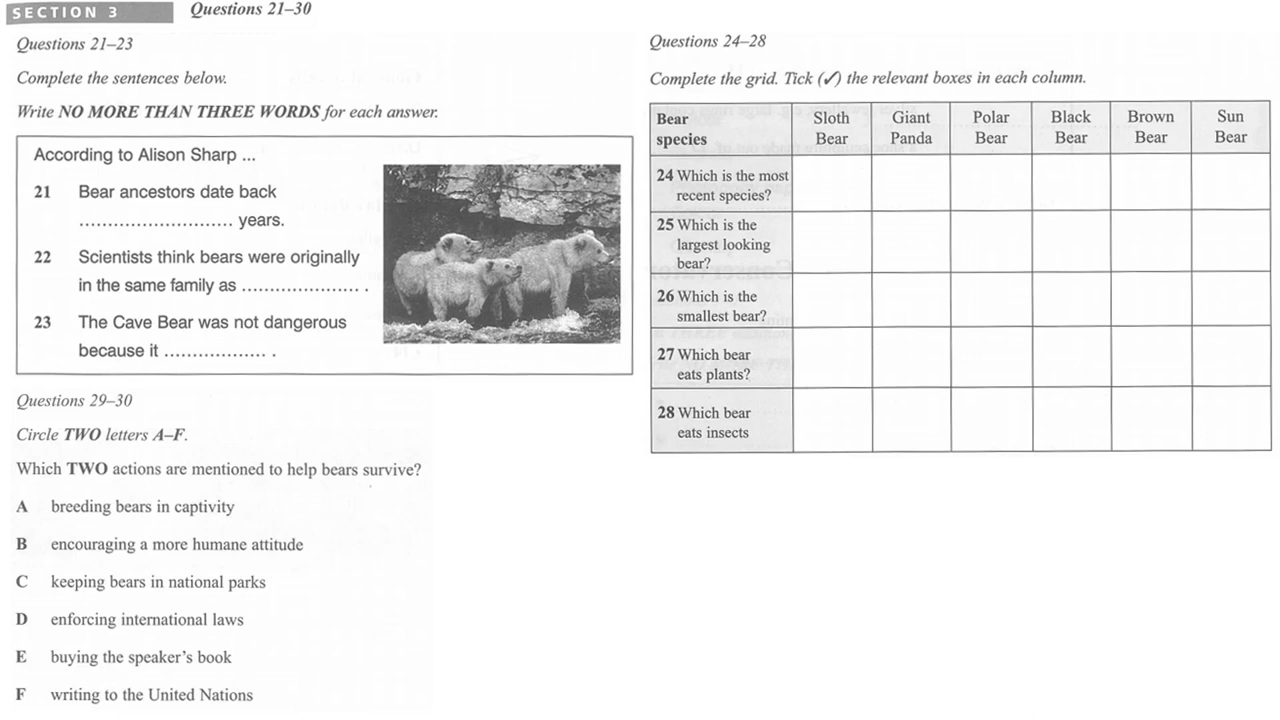 SECTION 3
Questions 21–30
Questions 21–23
Complete the sentences below.
Write NO MORE THAN THREE WORDS for each answer.
According to Alison Sharp ...
21 Bear ancestors date back
.......................... years.
22 Scientists think bears were originally
in the same family as .................... .
23 The Cave Bear was not dangerous
because it .................. .
Questions 29–30
Circle TWO letters A–F.
Which TWO actions are mentioned to help bears survive?
A breeding bears in captivity
B encouraging a more humane attitude
C keeping bears in national parks
D enforcing international laws
E buying the speaker's book
F writing to the United Nations
Questions 24–28
Complete the grid. Tick (✓) the relevant boxes in each column.
Bear species
Sloth Bear
Giant Panda
Polar Bear
Black Bear
Brown Bear
Sun Bear
24 Which is the most
recent species?
25 Which is the
largest looking
bear?
26 Which is the
smallest bear?
27 Which bear
eats plants?
28 Which bear
eats insects